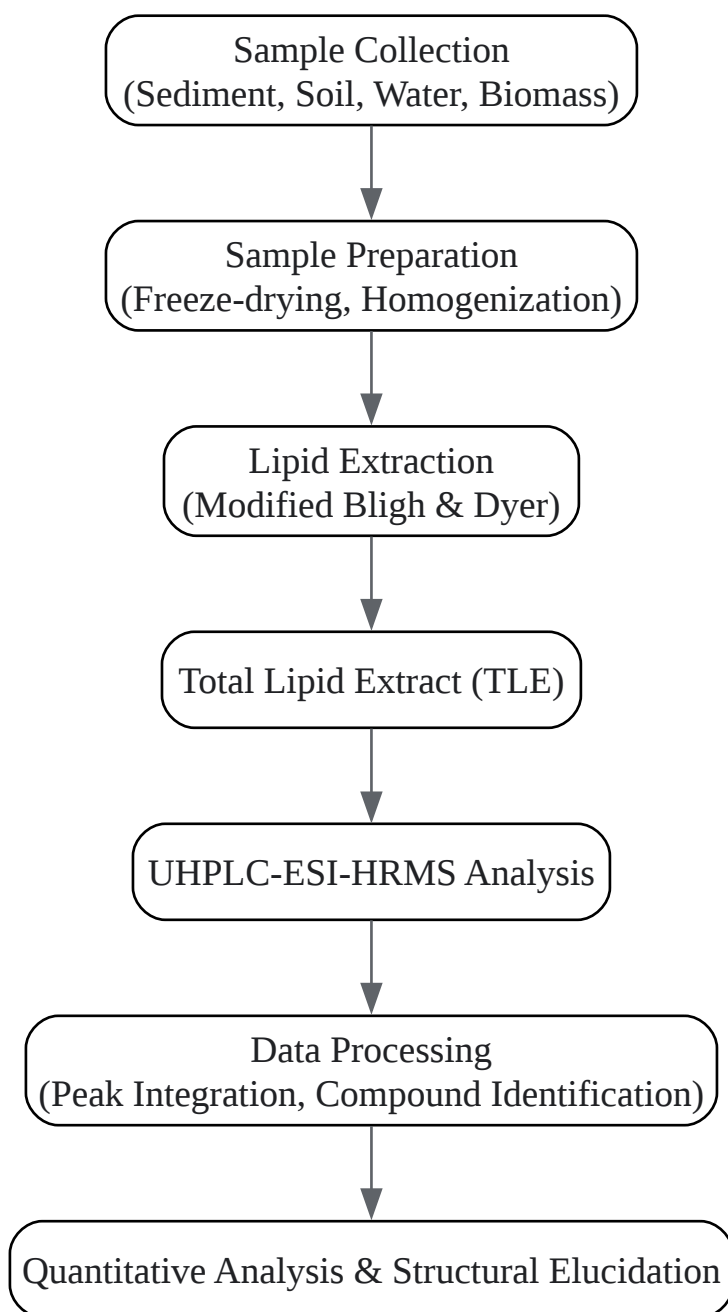 Sample Collection
(Sediment, Soil, Water, Biomass)
Sample Preparation
(Freeze-drying, Homogenization)
Lipid Extraction
(Modified Bligh & Dyer)
Total Lipid Extract (TLE)
UHPLC-ESI-HRMS Analysis
Data Processing
(Peak Integration, Compound Identification)
Quantitative Analysis & Structural Elucidation